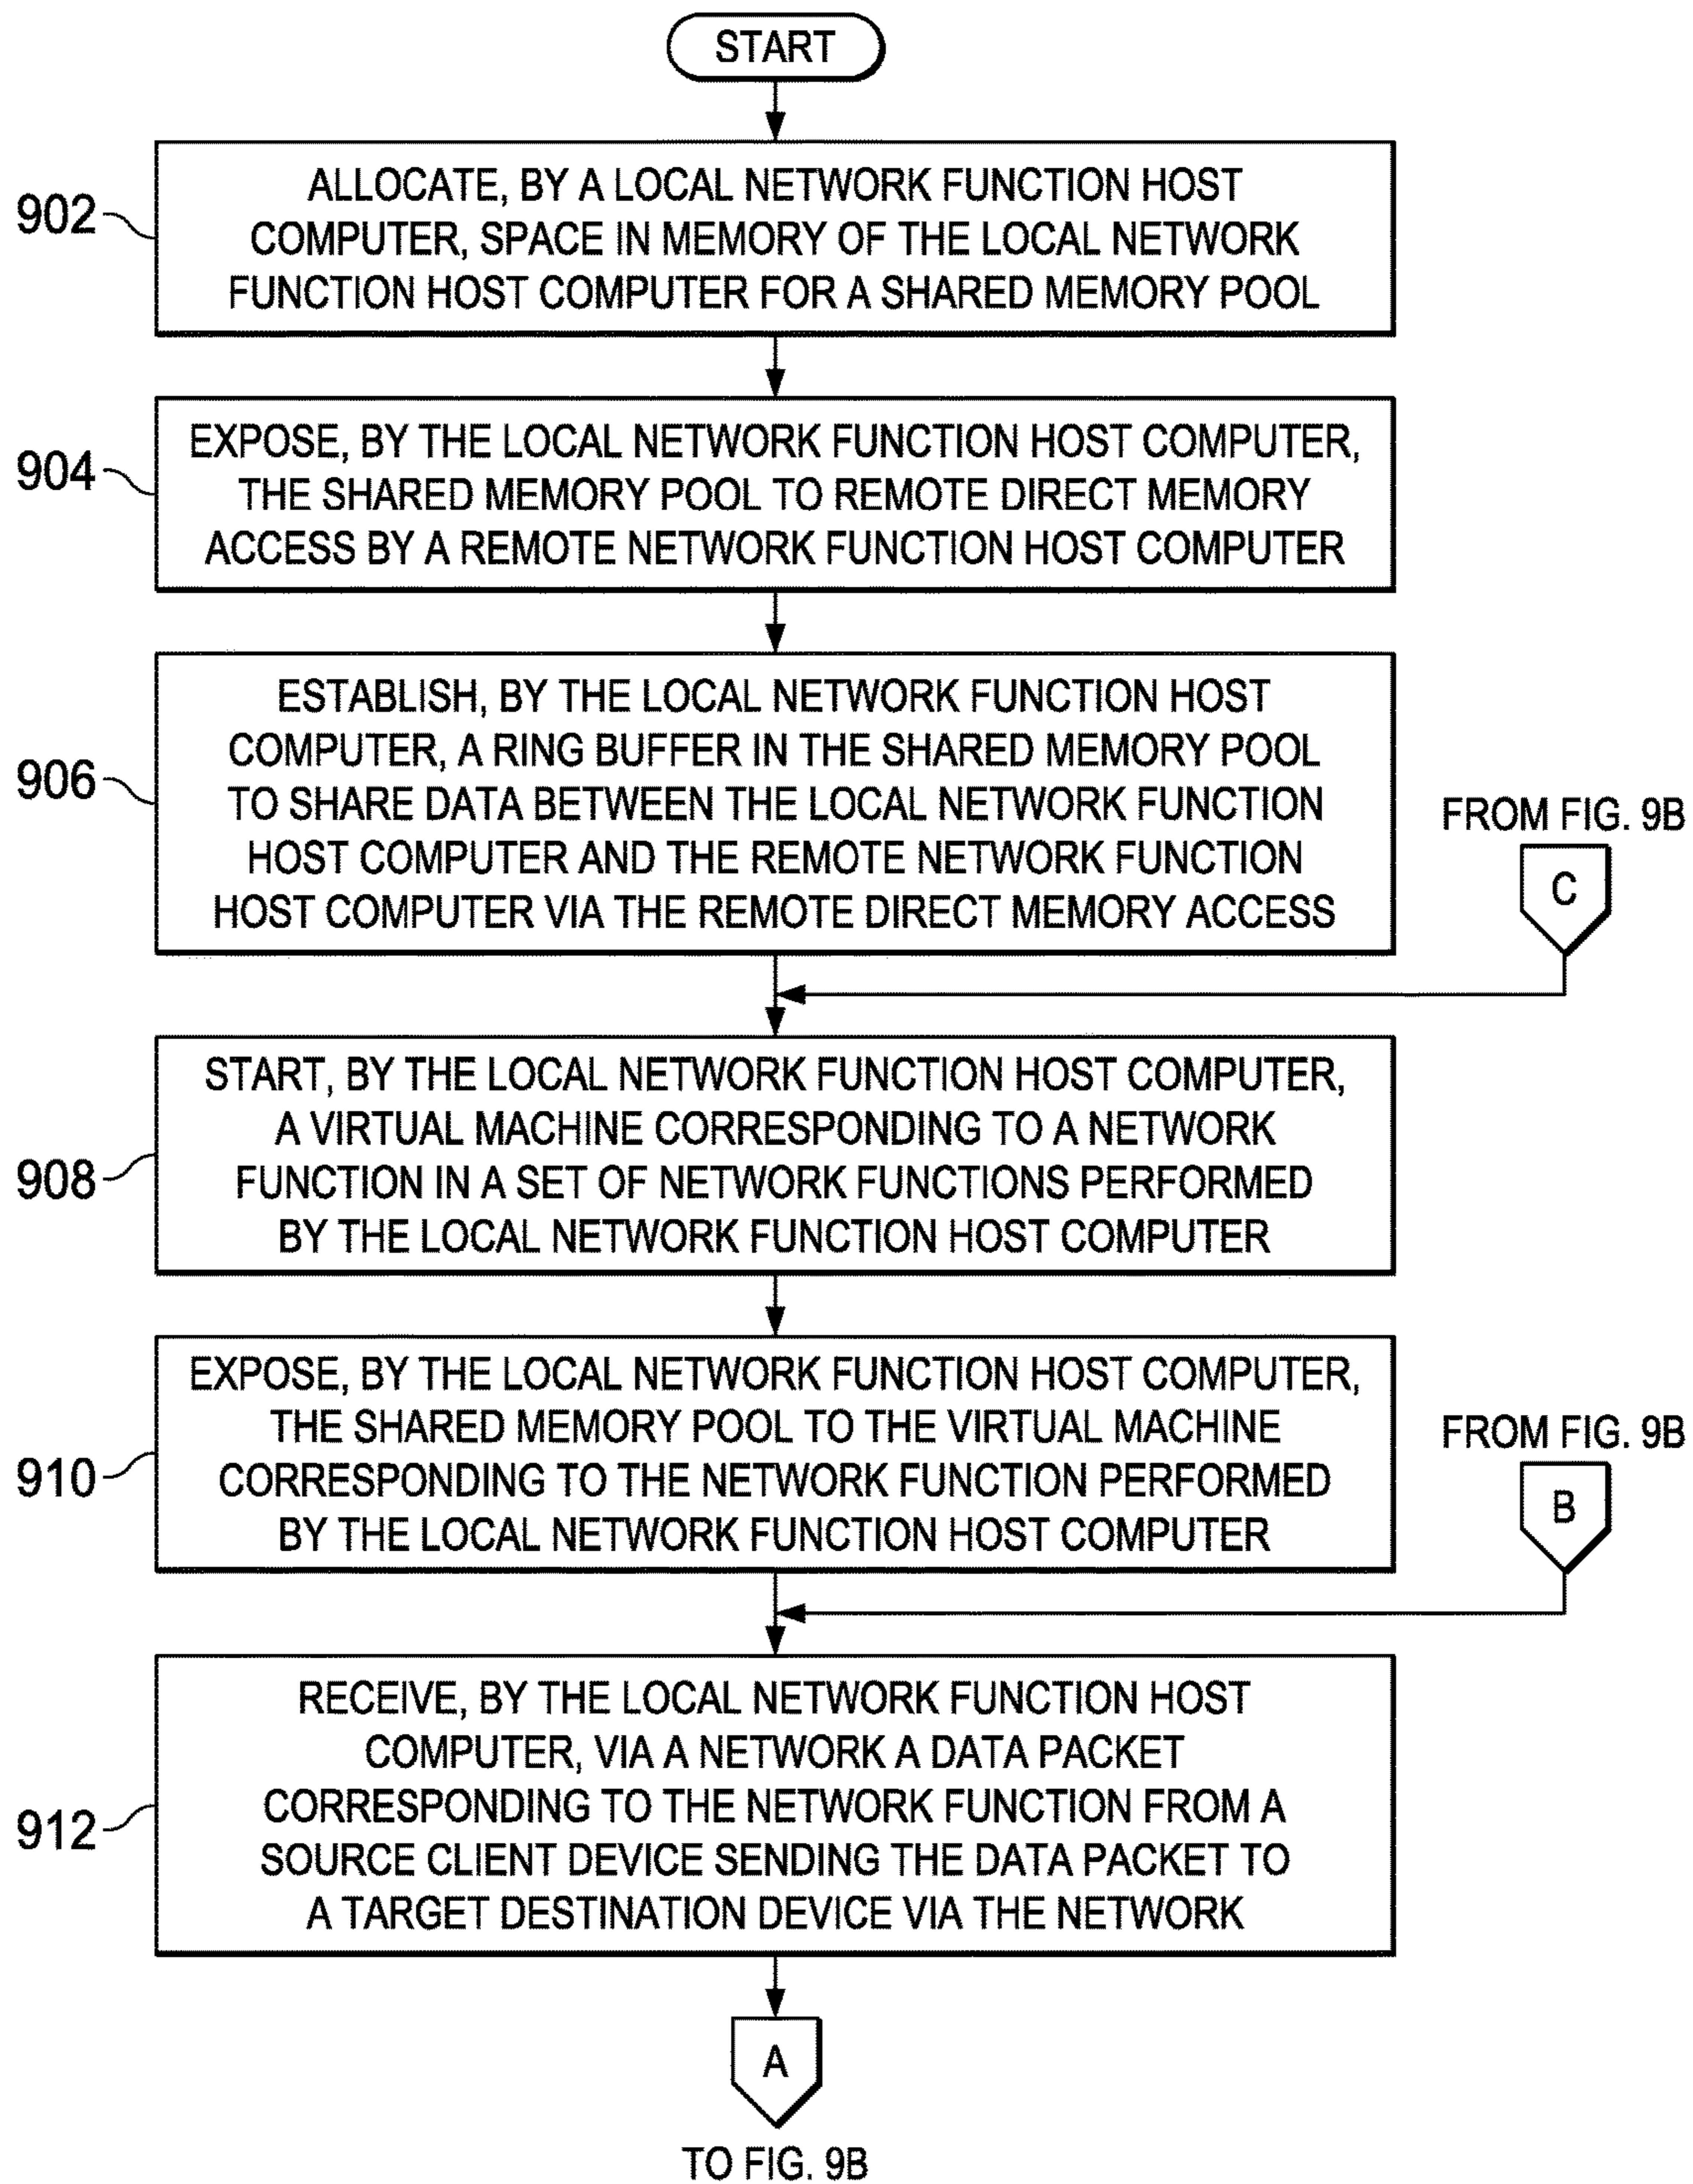 START
902
ALLOCATE, BY A LOCAL NETWORK FUNCTION HOST
COMPUTER, SPACE IN MEMORY OF THE LOCAL NETWORK
FUNCTION HOST COMPUTER FOR A SHARED MEMORY POOL
904
EXPOSE, BY THE LOCAL NETWORK FUNCTION HOST COMPUTER,
THE SHARED MEMORY POOL TO REMOTE DIRECT MEMORY
ACCESS BY A REMOTE NETWORK FUNCTION HOST COMPUTER
906
ESTABLISH, BY THE LOCAL NETWORK FUNCTION HOST
COMPUTER, A RING BUFFER IN THE SHARED MEMORY POOL
TO SHARE DATA BETWEEN THE LOCAL NETWORK FUNCTION
HOST COMPUTER AND THE REMOTE NETWORK FUNCTION
HOST COMPUTER VIA THE REMOTE DIRECT MEMORY ACCESS
FROM FIG. 9B
C
908
START, BY THE LOCAL NETWORK FUNCTION HOST COMPUTER,
A VIRTUAL MACHINE CORRESPONDING TO A NETWORK
FUNCTION IN A SET OF NETWORK FUNCTIONS PERFORMED
BY THE LOCAL NETWORK FUNCTION HOST COMPUTER
910
EXPOSE, BY THE LOCAL NETWORK FUNCTION HOST COMPUTER,
THE SHARED MEMORY POOL TO THE VIRTUAL MACHINE
CORRESPONDING TO THE NETWORK FUNCTION PERFORMED
BY THE LOCAL NETWORK FUNCTION HOST COMPUTER
FROM FIG. 9B
B
912
RECEIVE, BY THE LOCAL NETWORK FUNCTION HOST
COMPUTER, VIA A NETWORK A DATA PACKET
CORRESPONDING TO THE NETWORK FUNCTION FROM A
SOURCE CLIENT DEVICE SENDING THE DATA PACKET TO
A TARGET DESTINATION DEVICE VIA THE NETWORK
A
TO FIG. 9B